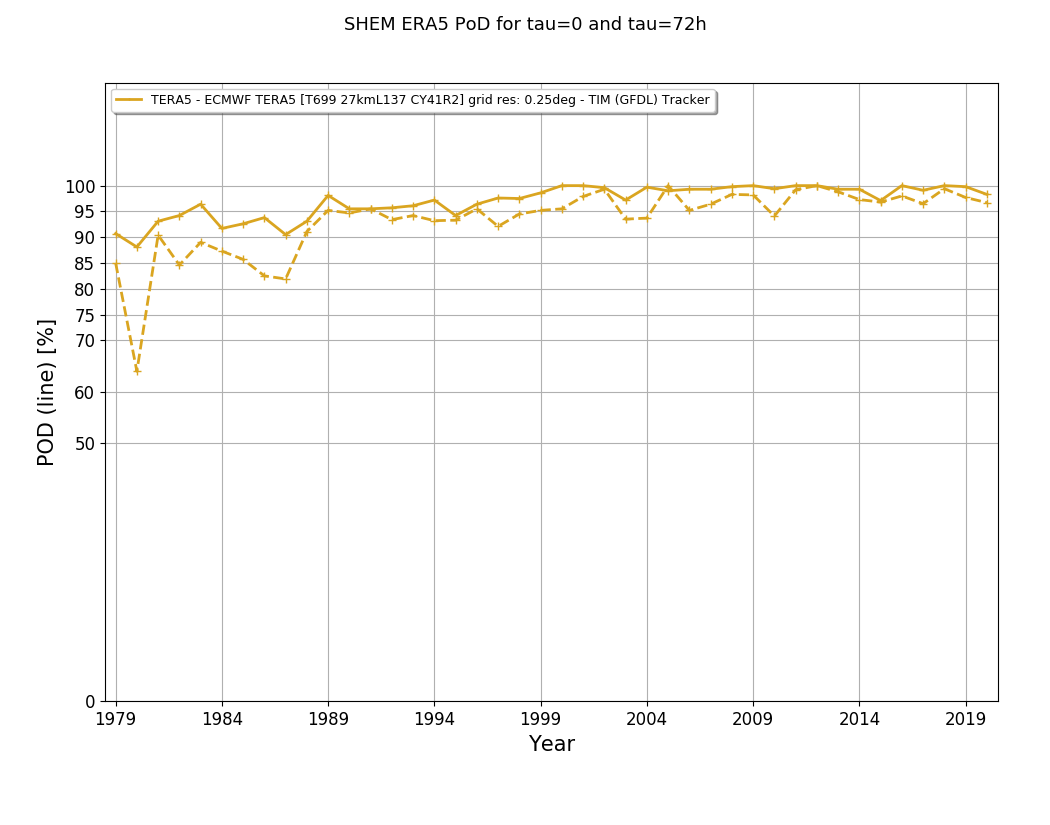 SHEM ERA5 PoD for tau=0 and tau=72h
TERA5 - ECMWF TERA5 [T699 27kmL137 CY41R2] grid res: 0.25deg - TIM (GFDL) Tracker
100
95
90
85
80
75
70
60
50
0
POD (line) [%]
1979 1984 1989 1994 1999 2004 2009 2014 2019
Year